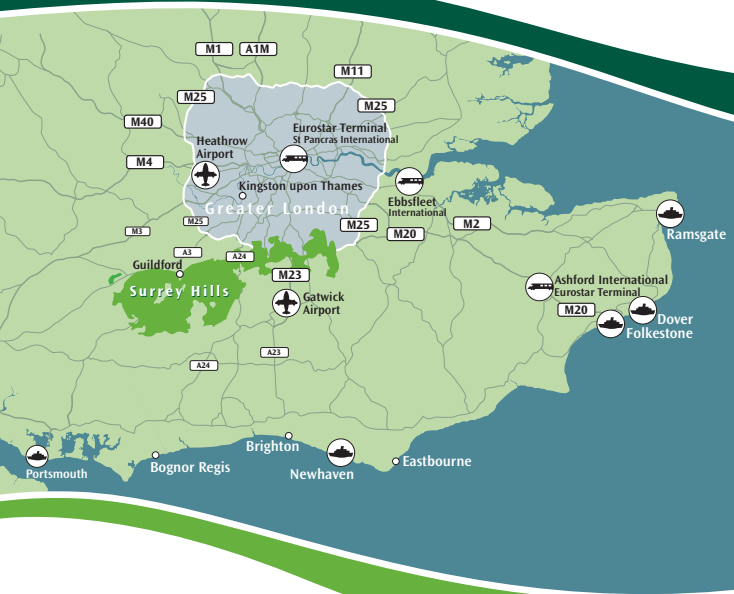 M1
A1M
M11
M25
M25
M40
Eurostar Terminal
St Pancras International
Heathrow
Airport
M4
Kingston upon Thames
Ebbsfleet
International
Greater London
M25
M25
M2
M3
M20
Ramsgate
A3
A24
Guildford
M23
Surrey Hills
Gatwick
Airport
Ashford International
Eurostar Terminal
M20
Dover
Folkestone
A23
A24
Brighton
Bognor Regis
Eastbourne
Portsmouth
Newhaven